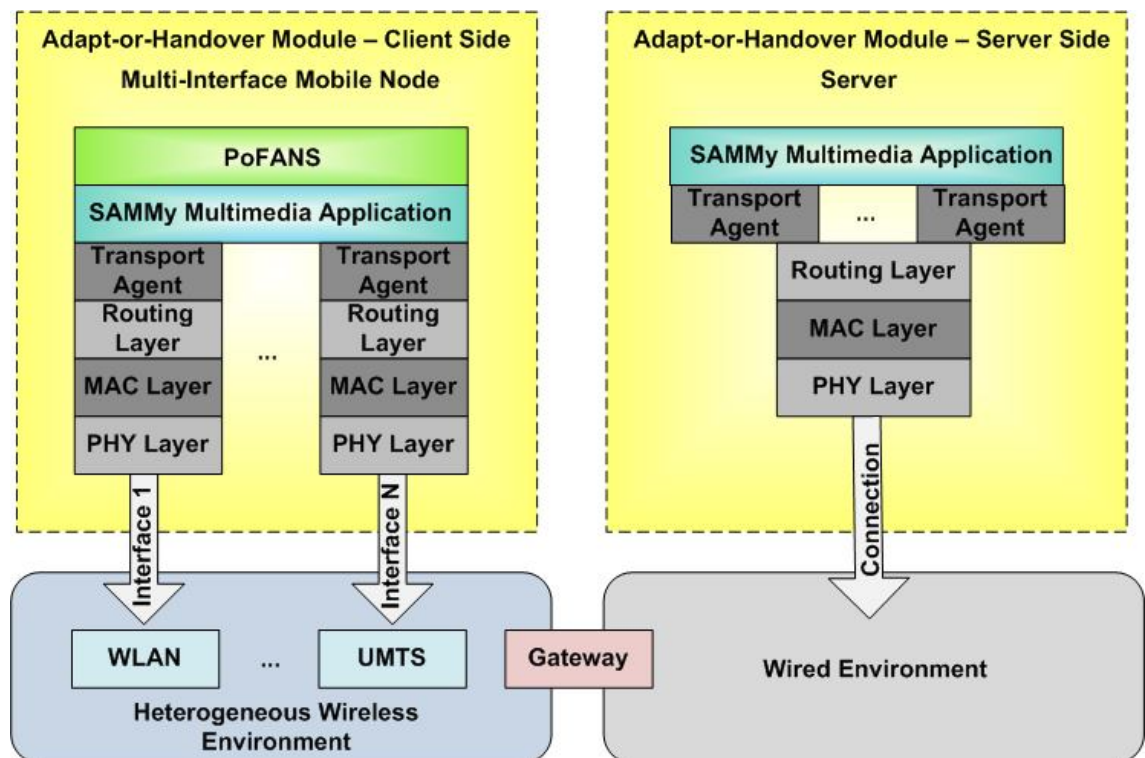 Adapt-or-Handover Module – Client Side
Multi-Interface Mobile Node
PoFANS
SAMMy Multimedia Application
Transport
Agent
Routing
Layer
MAC Layer
PHY Layer
...
Transport
Agent
Routing
Layer
MAC Layer
PHY Layer
Interface 1
Interface N
WLAN
...
UMTS
Heterogeneous Wireless
Environment
Gateway
Adapt-or-Handover Module – Server Side
Server
SAMMy Multimedia Application
Transport
Agent
...
Transport
Agent
Routing Layer
MAC Layer
PHY Layer
Connection
Wired Environment